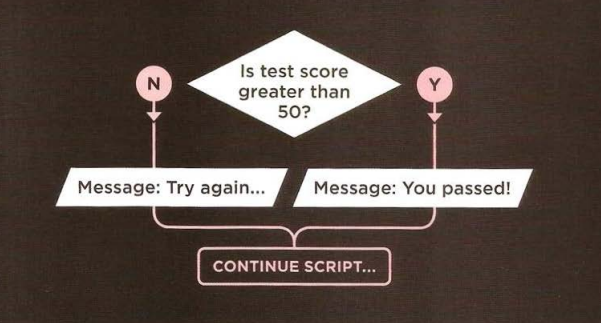 Is test score
greater than
50?
N
Y
Message: Try again...
Message: You passed!
CONTINUE SCRIPT...